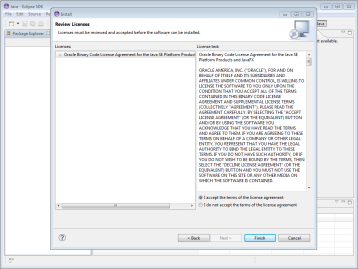 Java - Eclipse SDK
File Edit Source
Package Explorer
Install
Review Licenses
Licenses must be reviewed and accepted before the software can be installed.
Licenses:
Oracle Binary Code License Agreement for the Java SE Platform Product
License text:
Oracle Binary Code License Agreement for the Java SE
Platform Products and JavaFX
ORACLE AMERICA, INC. ("ORACLE"), FOR AND ON
BEHALF OF ITSELF AND ITS SUBSIDIARIES AND
AFFILIATES UNDER COMMON CONTROL, IS WILLING TO
LICENSE THE SOFTWARE TO YOU ONLY UPON THE
CONDITION THAT YOU ACCEPT ALL OF THE TERMS
CONTAINED IN THIS BINARY CODE LICENSE
AGREEMENT AND SUPPLEMENTAL LICENSE TERMS
(COLLECTIVELY "AGREEMENT"). PLEASE READ THE
AGREEMENT CAREFULLY. BY SELECTING THE "ACCEPT
LICENSE AGREEMENT" (OR THE EQUIVALENT) BUTTON
AND/OR BY USING THE SOFTWARE YOU
ACKNOWLEDGE THAT YOU HAVE READ THE TERMS
AND AGREE TO THEM. IF YOU ARE AGREEING TO THESE
TERMS ON BEHALF OF A COMPANY OR OTHER LEGAL
ENTITY, YOU REPRESENT THAT YOU HAVE THE LEGAL
AUTHORITY TO BIND THE LEGAL ENTITY TO THESE
TERMS. IF YOU DO NOT HAVE SUCH AUTHORITY, OR IF
YOU DO NOT WISH TO BE BOUND BY THE TERMS, THEN
SELECT THE "DECLINE LICENSE AGREEMENT" (OR THE
EQUIVALENT) BUTTON AND YOU MUST NOT USE THE
SOFTWARE ON THIS SITE OR ANY OTHER MEDIA ON
WHICH THE SOFTWARE IS CONTAINED.
I accept the terms of the license agreement
I do not accept the terms of the license agreement
< Back
Next >
Finish
Cancel
Java
t available.